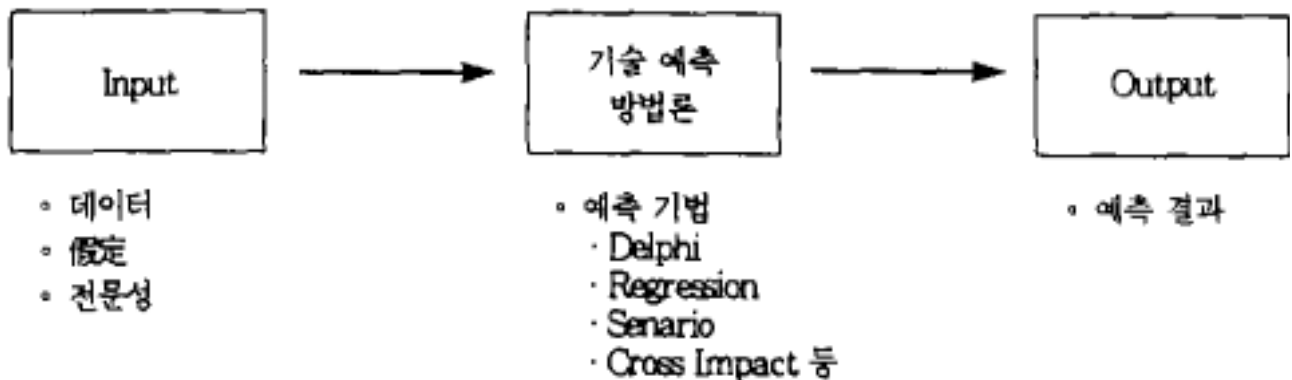 Input
◦ 데이터
◦ 假定
◦ 전문성
기술 예측
방법론
◦ 예측 기법
· Delphi
· Regression
· Senario
· Cross Impact 등
Output
◦ 예측 결과